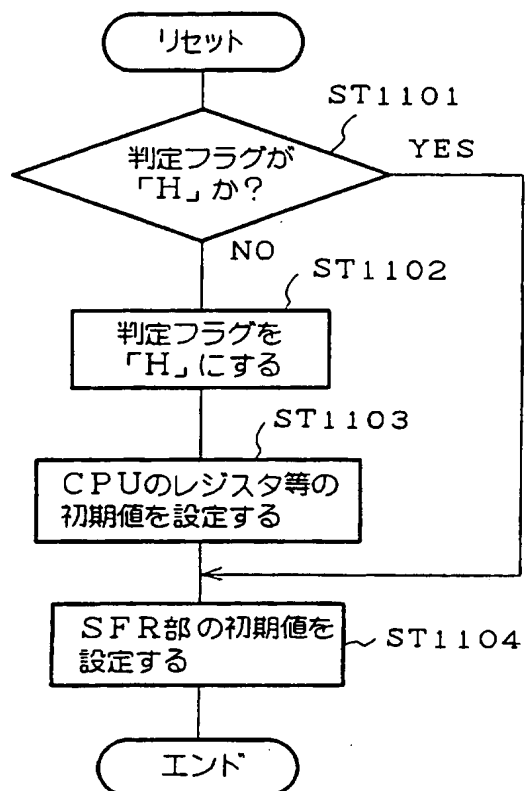 リセット
ST1101
判定フラグが
「H」か?
YES
NO
ST1102
判定フラグを
「H」にする
ST1103
CPUのレジスタ等の
初期値を設定する
SFR部の初期値を
設定する
ST1104
エンド